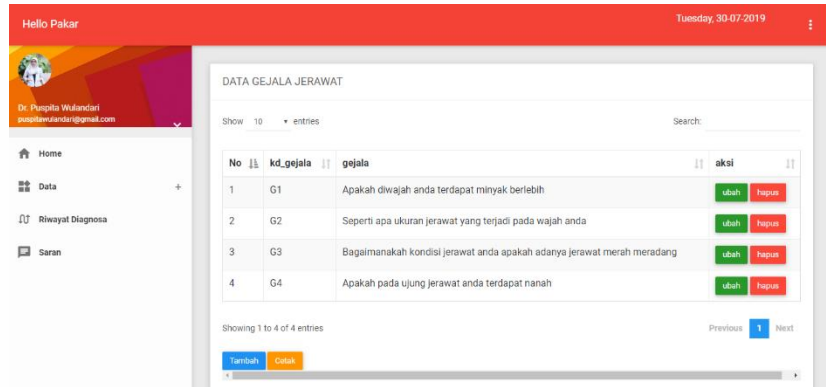 Hello Pakar
Tuesday, 30-07-2019
Dr. Puspita Wulandari
puspitawulandari@gmail.com
Home
Data +
Riwayat Diagnosa
Saran
DATA GEJALA JERAWAT
Show 10 entries
Search:
No kd_gejala gejala aksi
1 G1 Apakah diwajah anda terdapat minyak berlebih ubah hapus
2 G2 Seperti apa ukuran jerawat yang terjadi pada wajah anda ubah hapus
3 G3 Bagaimanakah kondisi jerawat anda apakah adanya jerawat merah meradang ubah hapus
4 G4 Apakah pada ujung jerawat anda terdapat nanah ubah hapus
Showing 1 to 4 of 4 entries
Previous 1 Next
Tambah Cetak